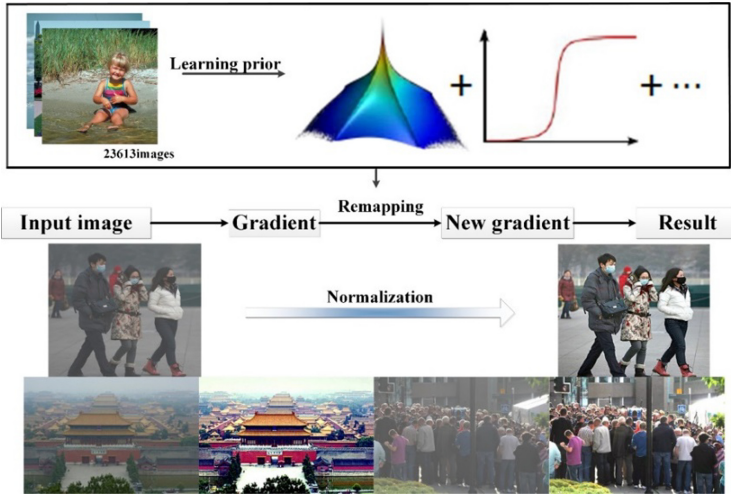 Learning prior
+
+ ...
23613images
Remapping
Input image
Gradient
New gradient
Result
Normalization